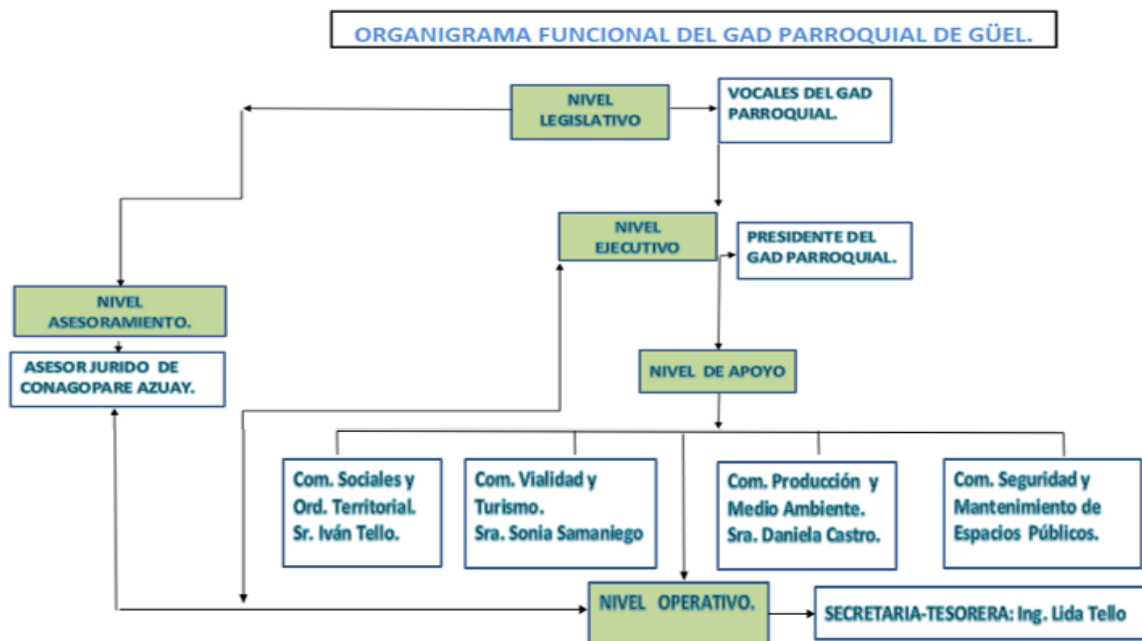 ORGANIGRAMA FUNCIONAL DEL GAD PARROQUIAL DE GÜEL.
NIVEL
LEGISLATIVO
VOCALES DEL GAD
PARROQUIAL.
NIVEL
EJECUTIVO
PRESIDENTE DEL
GAD PARROQUIAL.
NIVEL
ASESORAMIENTO.
ASESOR JURIDO DE
CONAGOPARE AZUAY.
NIVEL DE APOYO
Com. Sociales y
Ord. Territorial.
Sr. Iván Tello.
Com. Vialidad y
Turismo.
Sra. Sonia Samaniego
Com. Producción y
Medio Ambiente.
Sra. Daniela Castro.
Com. Seguridad y
Mantenimiento de
Espacios Públicos.
NIVEL OPERATIVO.
SECRETARIA-TESORERA: Ing. Lida Tello